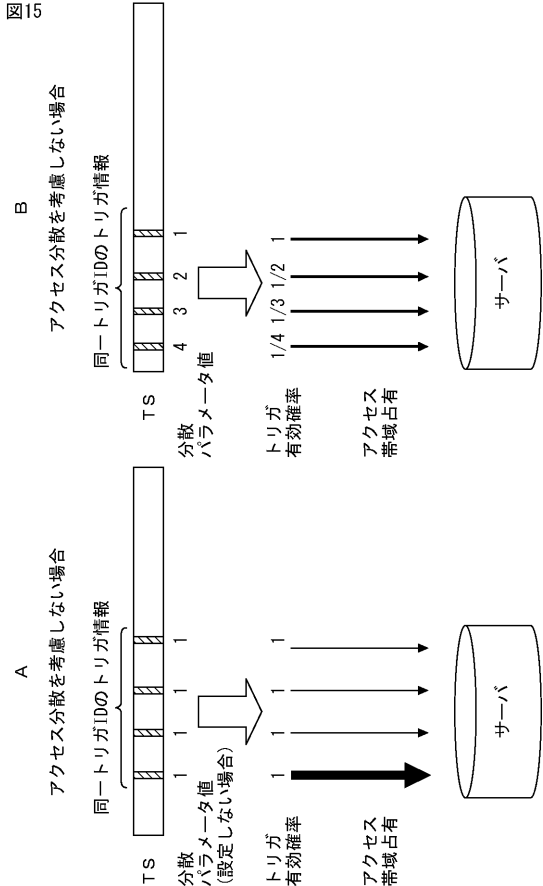 図15
A
アクセス分散を考慮しない場合
同一トリガIDのトリガ情報
TS
分散
パラメータ値
(設定しない場合)
1 1 1 1
トリガ
有効確率
1 1 1 1
アクセス
帯域占有
サーバ
B
アクセス分散を考慮しない場合
同一トリガIDのトリガ情報
TS
分散
パラメータ値
4 3 2 1
トリガ
有効確率
1/4 1/3 1/2 1
アクセス
帯域占有
サーバ